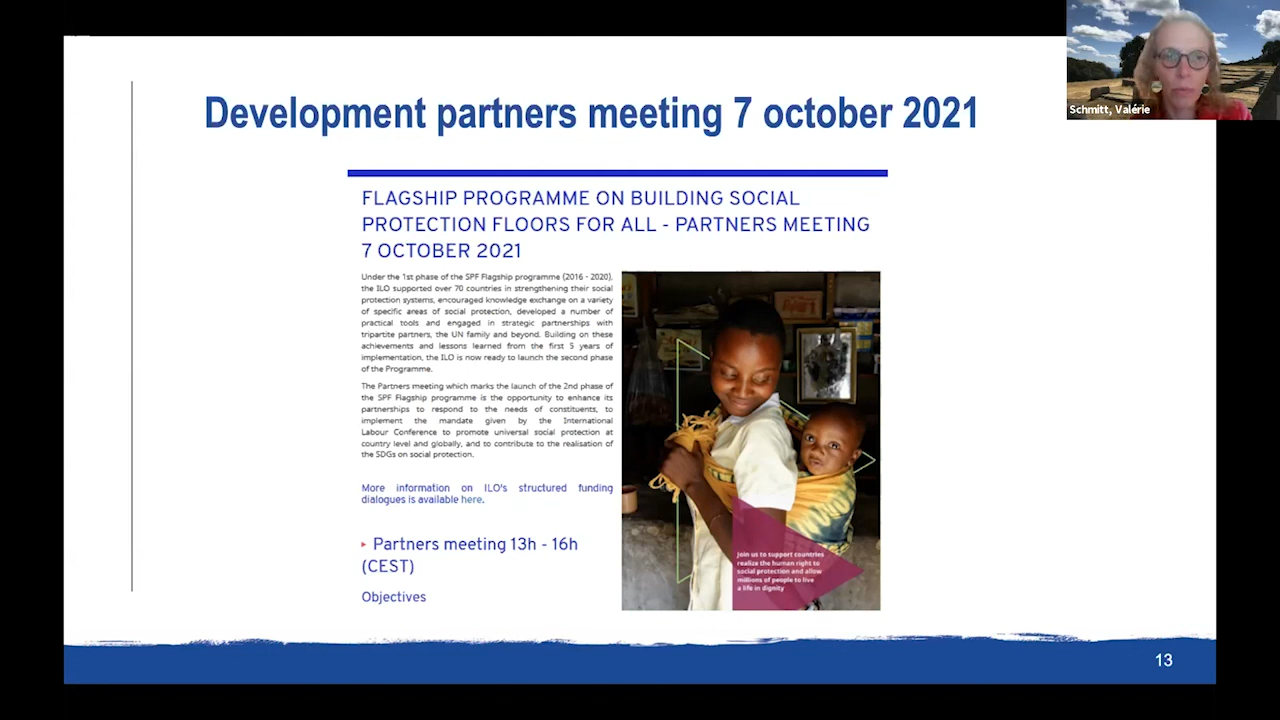 Schmitt, Valérie
Development partners meeting 7 october 2021
FLAGSHIP PROGRAMME ON BUILDING SOCIAL
PROTECTION FLOORS FOR ALL - PARTNERS MEETING
7 OCTOBER 2021
Under the 1st phase of the SPF Flagship programme (2016 - 2020),
the ILO supported over 70 countries in strengthening their social
protection systems, encouraged knowledge exchange on a variety
of specific areas of social protection, developed a number of
practical tools and engaged in strategic partnerships with
tripartite partners, the UN family and beyond. Building on these
achievements and lessons learned from the first 5 years of
implementation, the ILO is now ready to launch the second phase
of the Programme.
The Partners meeting which marks the launch of the 2nd phase of
the SPF Flagship programme is the opportunity to enhance its
partnerships to respond to the needs of constituents, to
implement the mandate given by the International
Labour Conference to promote universal social protection at
country level and globally, and to contribute to the realisation of
the SDGs on social protection.
More information on ILO's structured funding
dialogues is available here.
Partners meeting 13h - 16h
(CEST)
Objectives
Join us to support countries
realize the human right to
social protection and allow
millions of people to live
a life in dignity
13